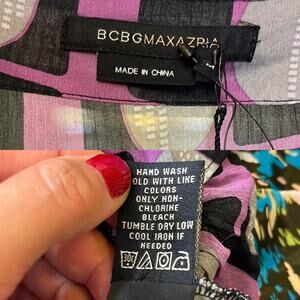 BCBGMAXAZRIA
MADE IN CHINA
HAND WASH
COLD WITH LIKE
COLORS
ONLY NON-
CHLORINE
BLEACH
TUMBLE DRY LOW
COOL IRON IF
NEEDED